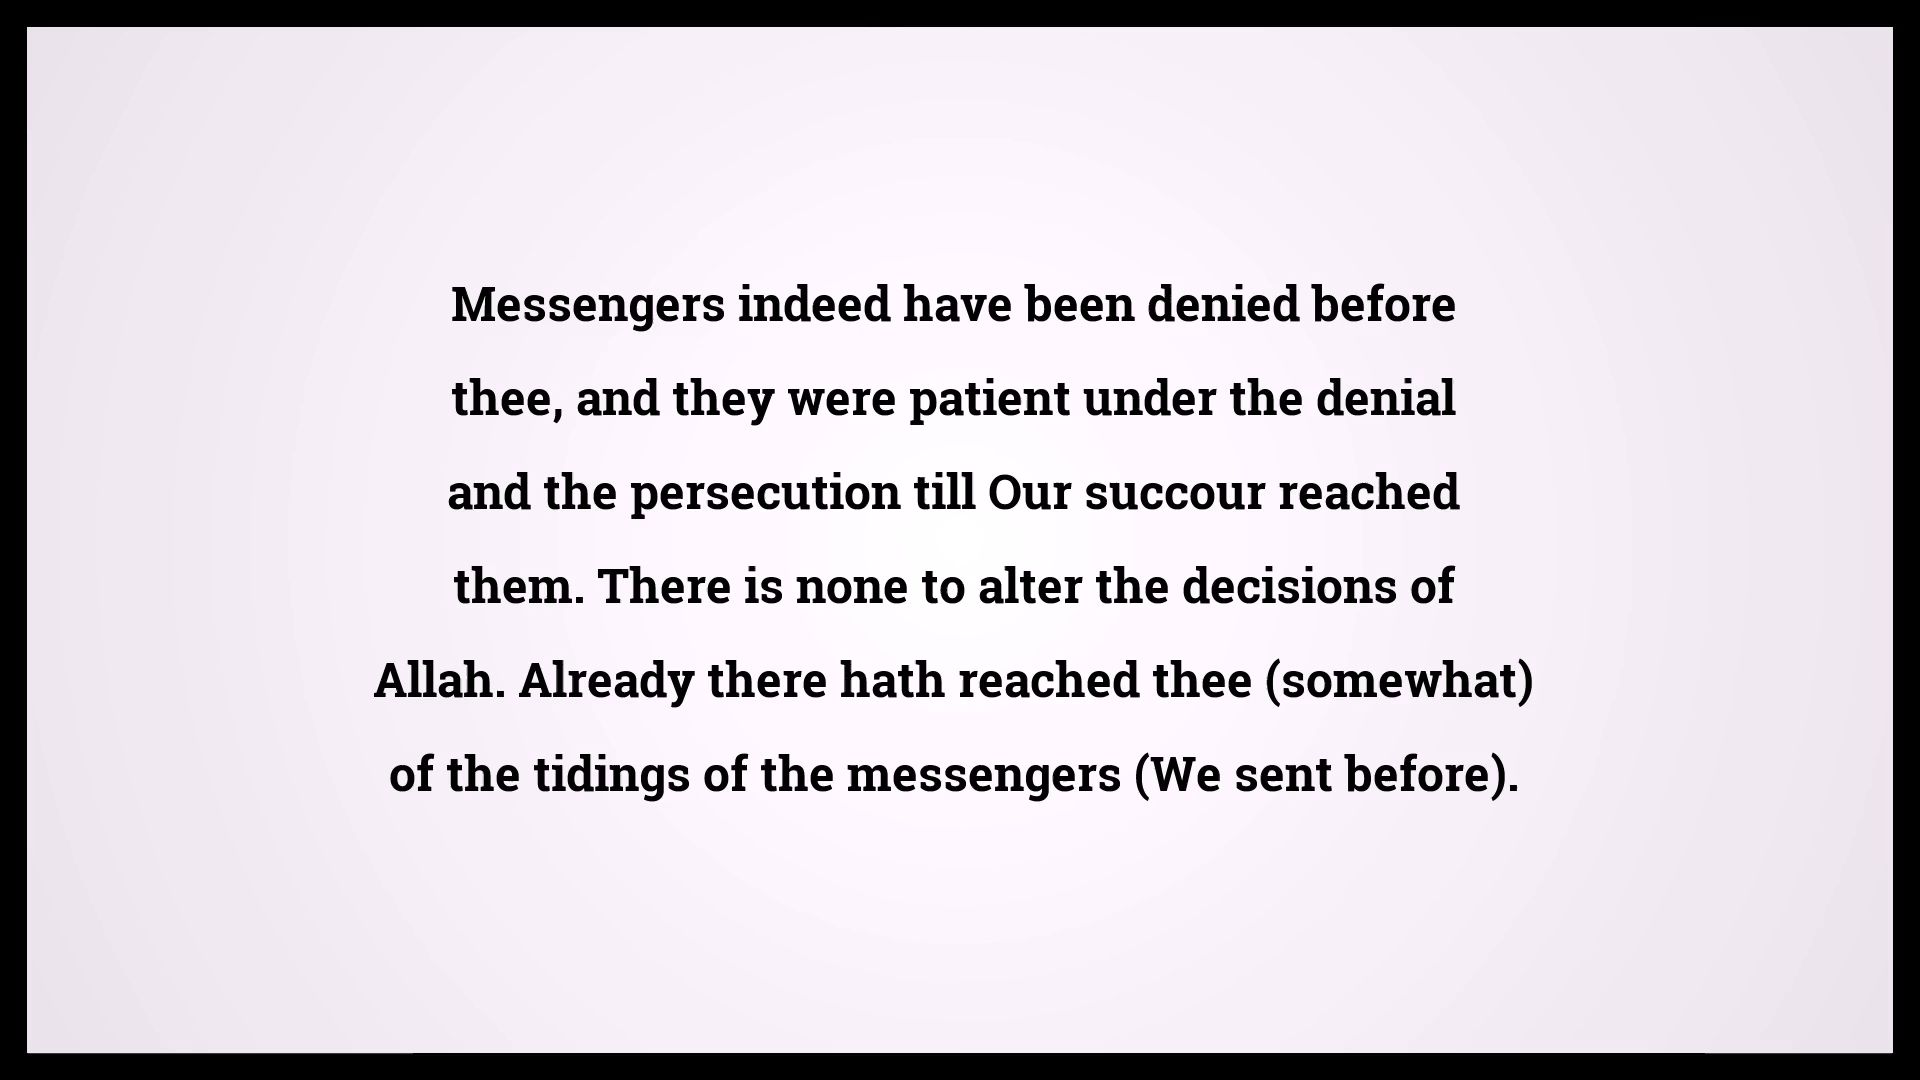 Messengers indeed have been denied before
thee, and they were patient under the denial
and the persecution till Our succour reached
them. There is none to alter the decisions of
Allah. Already there hath reached thee (somewhat)
of the tidings of the messengers (We sent before).